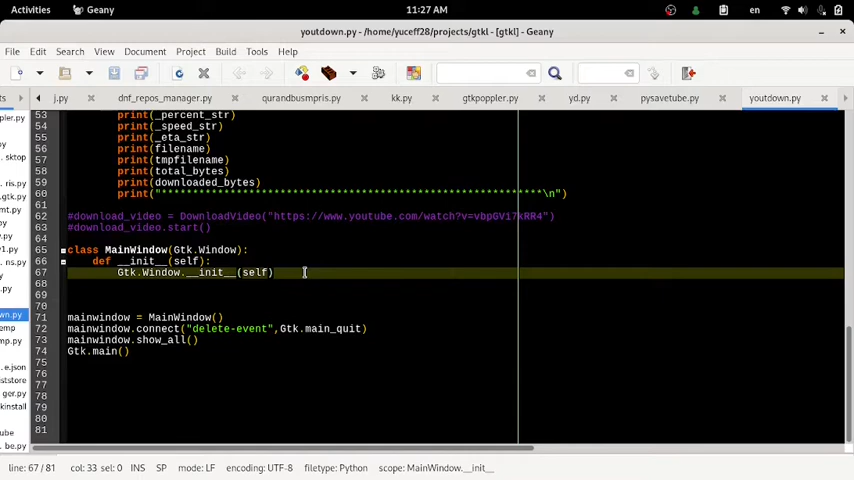 Activities Geany 11:27 AM en
youtdown.py - /home/yuceff28/projects/gtkl - [gtkl] - Geany
File Edit Search View Document Project Build Tools Help
ts j.py dnf_repos_manager.py qurandbusmpris.py kk.py gtkpoppler.py yd.py pysavetube.py youtdown.py
53 print(_percent_str)
54 print(_speed_str)
55 print(_eta_str)
56 print(filename)
57 print(tmpfilename)
58 print(total_bytes)
59 print(downloaded_bytes)
61
62 #download_video = DownloadVideo("https://www.youtube.com/watch?v=vbpGV17kRR4")
63 #download_video.start()
64
65 class MainWindow(Gtk.Window):
66 def __init__(self):
67 Gtk.Window.__init__(self)
68
69
70
71 mainwindow = MainWindow()
72 mainwindow.connect("delete-event",Gtk.main_quit)
73 mainwindow.show_all()
74 Gtk.main()
75
76
77
78
79
80
81
line: 67 / 81 col: 33 sel: 0 INS SP mode: LF encoding: UTF-8 filetype: Python scope: MainWindow.__init__